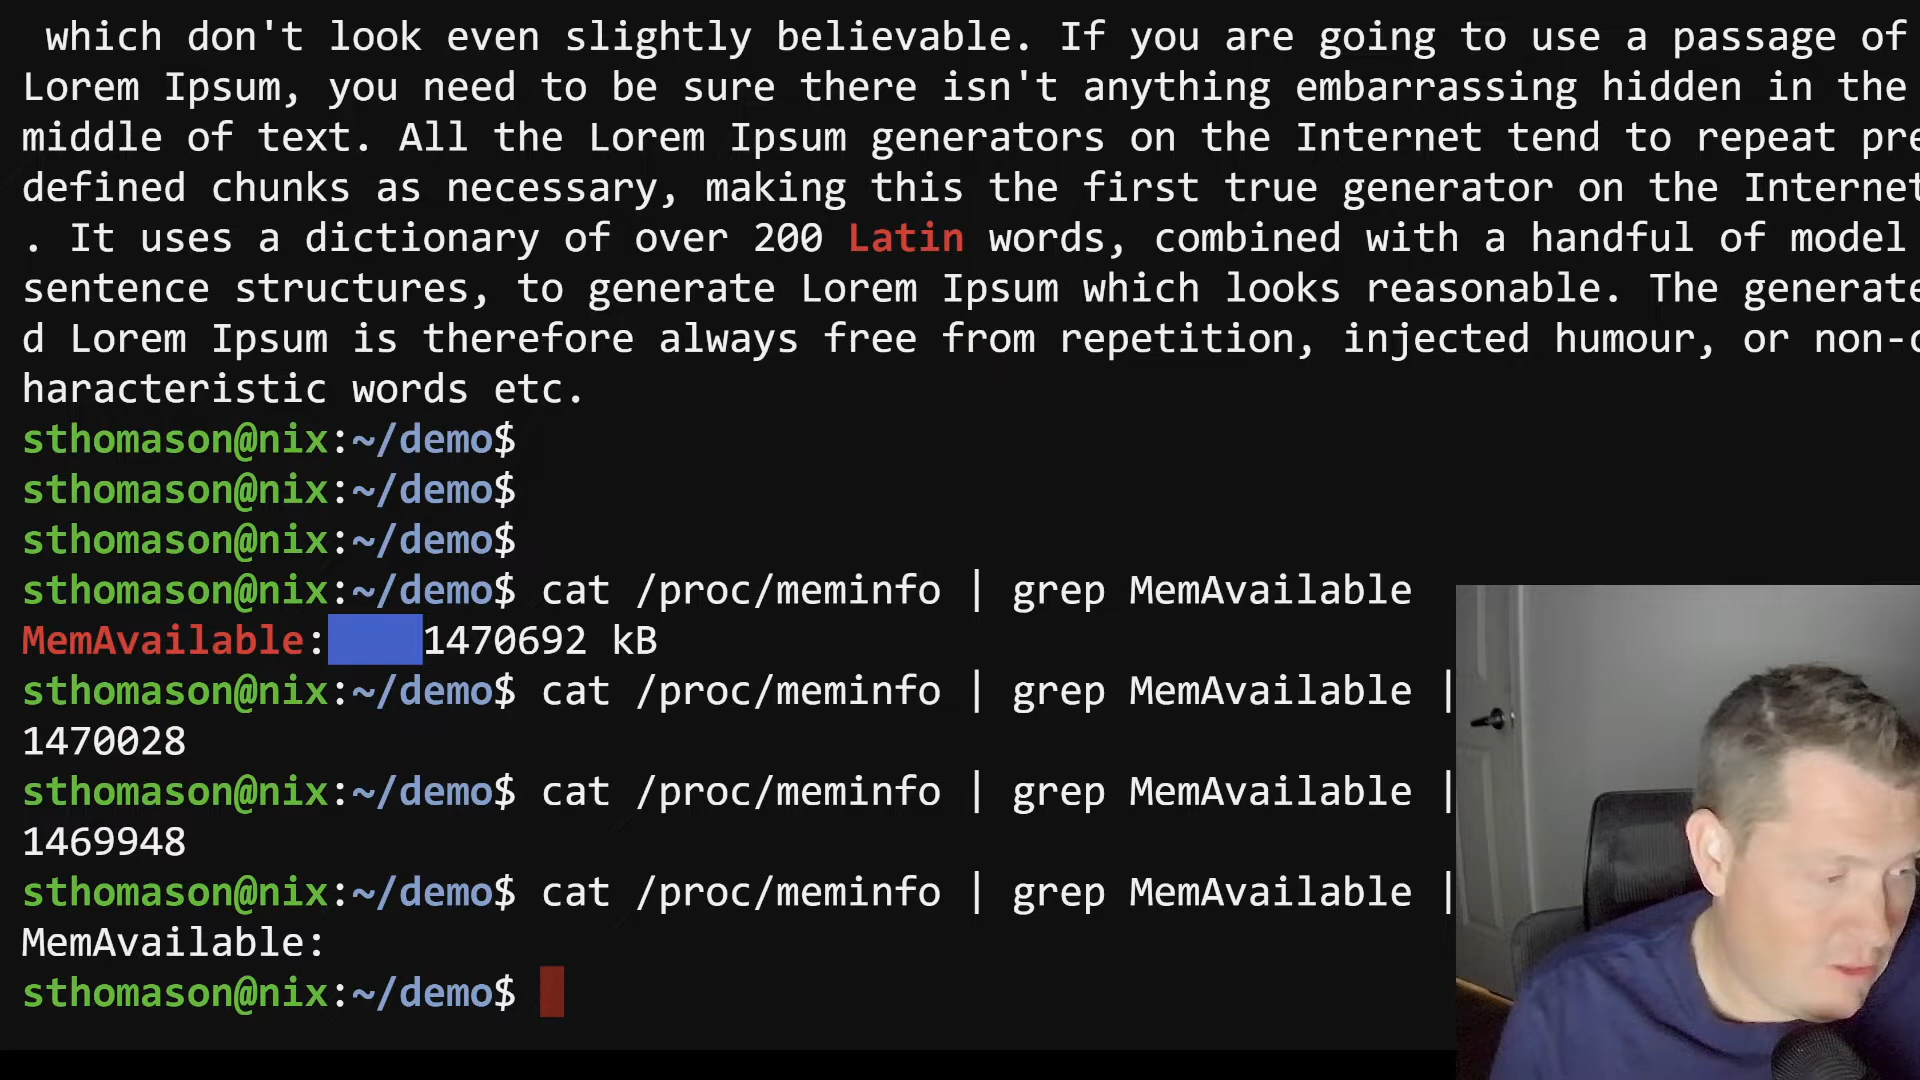 which don't look even slightly believable. If you are going to use a passage of
Lorem Ipsum, you need to be sure there isn't anything embarrassing hidden in the
middle of text. All the Lorem Ipsum generators on the Internet tend to repeat pre
defined chunks as necessary, making this the first true generator on the Internet
. It uses a dictionary of over 200 Latin words, combined with a handful of model
sentence structures, to generate Lorem Ipsum which looks reasonable. The generate
d Lorem Ipsum is therefore always free from repetition, injected humour, or non-c
haracteristic words etc.
sthomason@nix:~/demo$
sthomason@nix:~/demo$
sthomason@nix:~/demo$
sthomason@nix:~/demo$ cat /proc/meminfo | grep MemAvailable
MemAvailable:    1470692 kB
sthomason@nix:~/demo$ cat /proc/meminfo | grep MemAvailable |
1470028
sthomason@nix:~/demo$ cat /proc/meminfo | grep MemAvailable |
1469948
sthomason@nix:~/demo$ cat /proc/meminfo | grep MemAvailable |
MemAvailable:
sthomason@nix:~/demo$